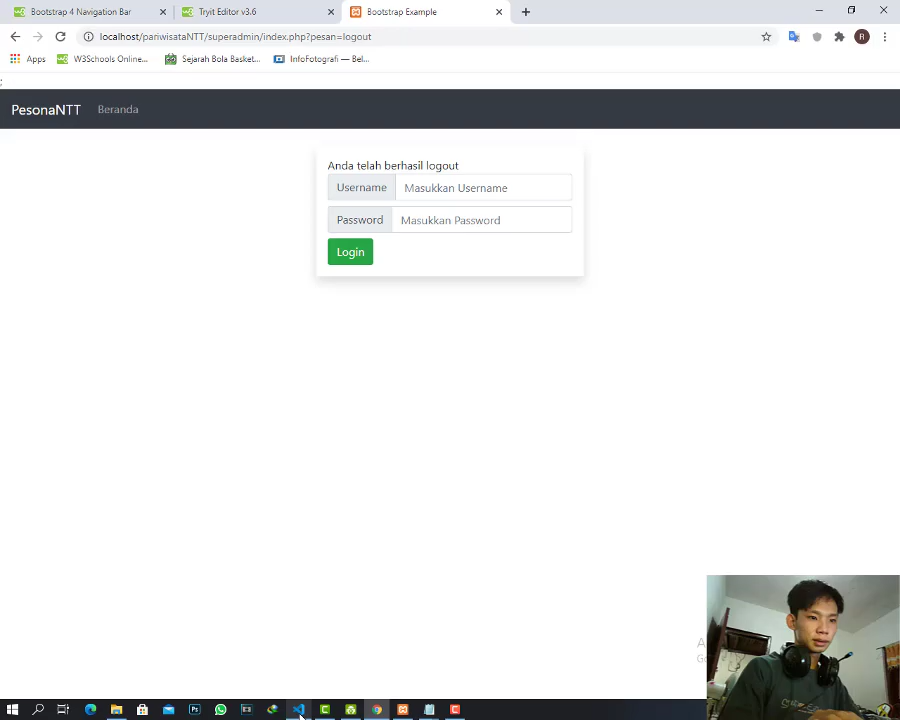 Bootstrap 4 Navigation Bar
Tryit Editor v3.6
Bootstrap Example
localhost/pariwisataNTT/superadmin/index.php?pesan=logout
R
Apps
W3Schools Online...
Sejarah Bola Basket...
InfoFotografi — Bel...
;
PesonaNTT
Beranda
Anda telah berhasil logout
Username
Masukkan Username
Password
Masukkan Password
Login